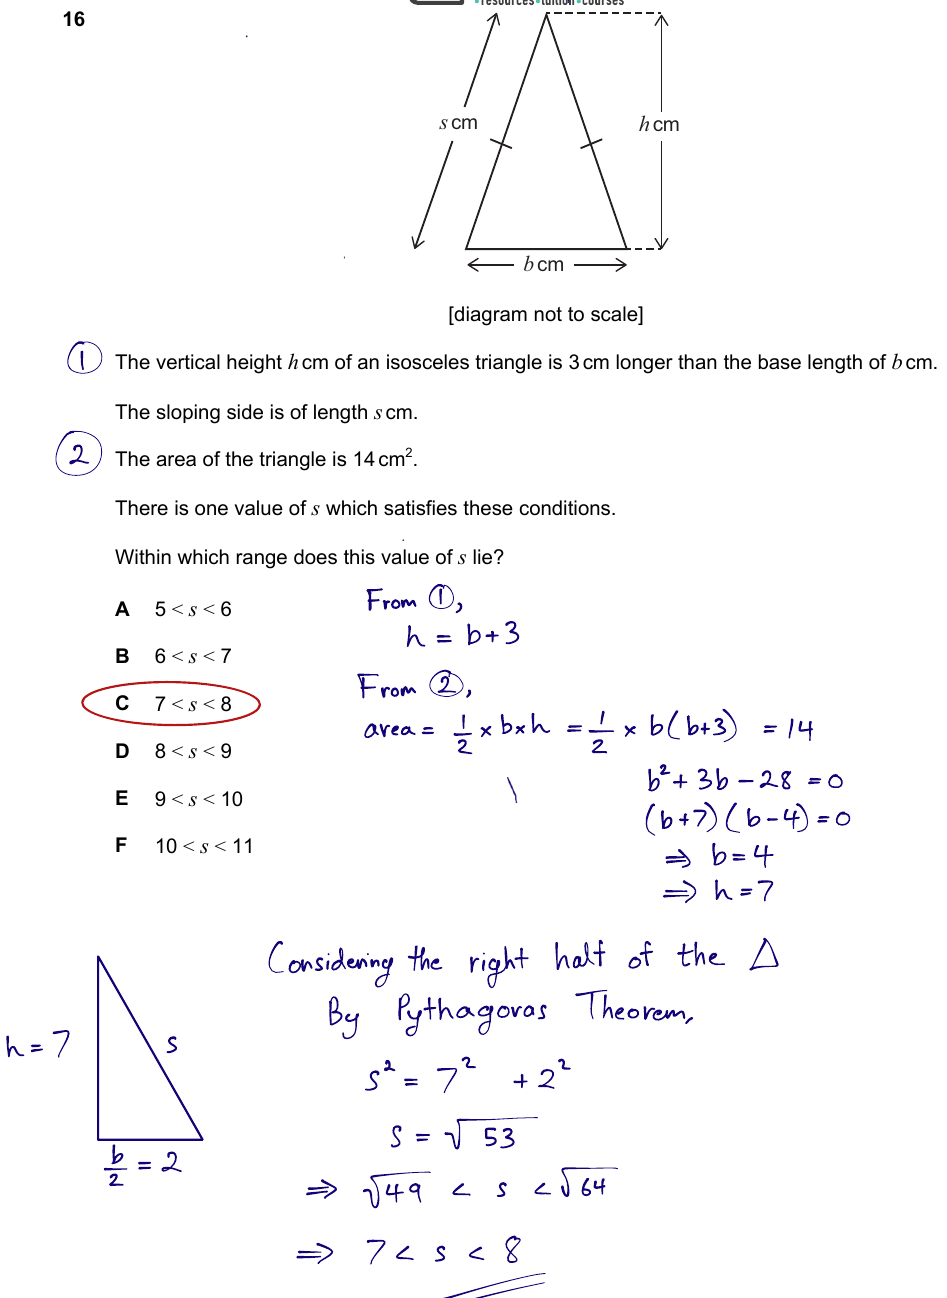 •resources•tuition•courses
16
s cm
h cm
b cm
[diagram not to scale]
① The vertical height h cm of an isosceles triangle is 3 cm longer than the base length of b cm.
The sloping side is of length s cm.
② The area of the triangle is 14 cm².
There is one value of s which satisfies these conditions.
Within which range does this value of s lie?
A 5 < s < 6
B 6 < s < 7
C 7 < s < 8
D 8 < s < 9
E 9 < s < 10
F 10 < s < 11
From ①,
h = b+3
From ②,
area = 1/2 × b×h = 1/2 × b(b+3) = 14
b² + 3b − 28 = 0
(b+7)(b−4) = 0
⇒ b = 4
⇒ h = 7
Considering the right half of the △
By Pythagoras Theorem,
h = 7
s
b/2 = 2
s² = 7² + 2²
s = √53
⇒ √49 < s < √64
⇒ 7 < s < 8